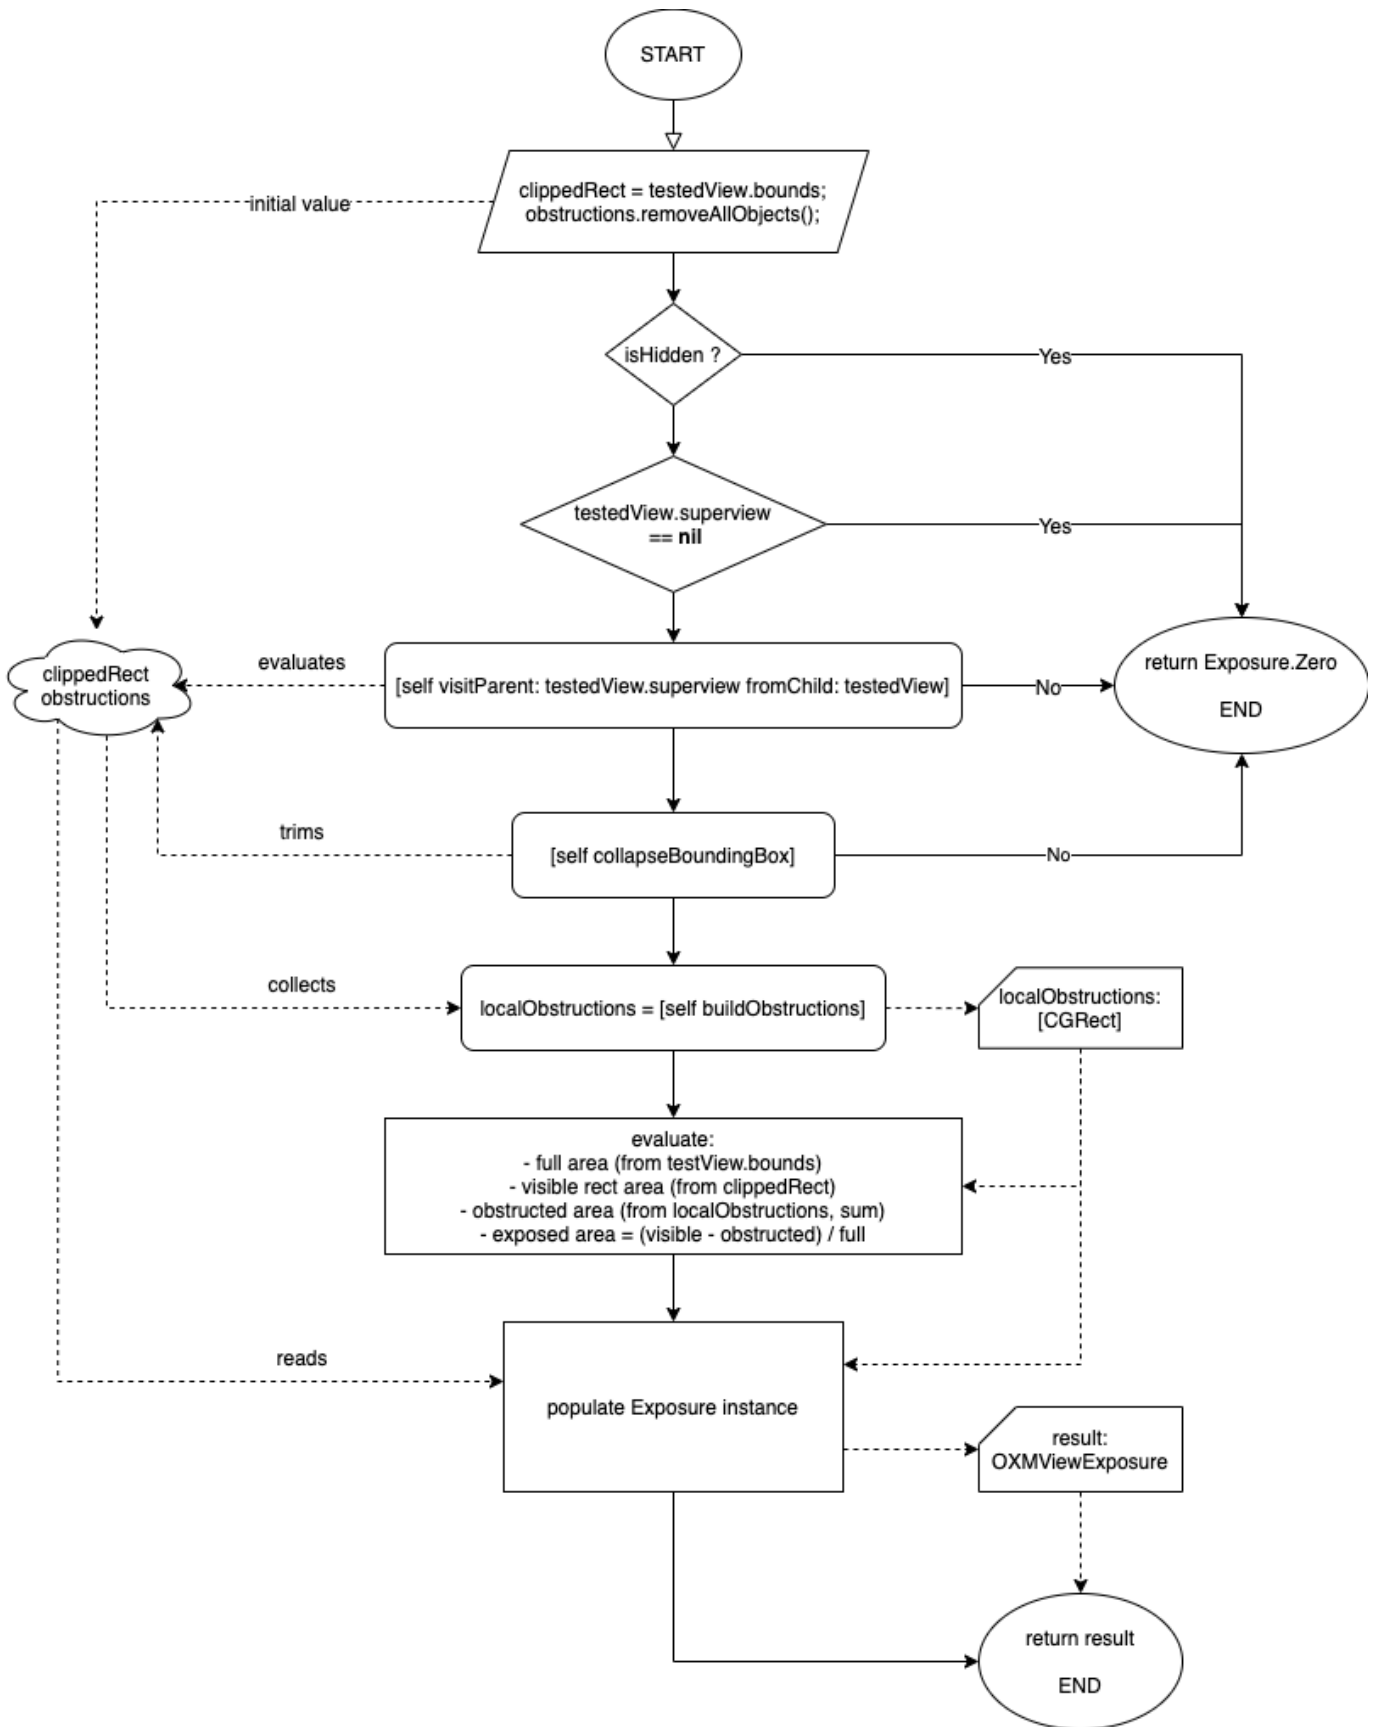 START
clippedRect = testedView.bounds;
obstructions.removeAllObjects();
initial value
isHidden ?
Yes
testedView.superview
== nil
Yes
clippedRect
obstructions
evaluates
[self visitParent: testedView.superview fromChild: testedView]
No
return Exposure.Zero
END
trims
[self collapseBoundingBox]
No
collects
localObstructions = [self buildObstructions]
localObstructions:
[CGRect]
evaluate:
- full area (from testView.bounds)
- visible rect area (from clippedRect)
- obstructed area (from localObstructions, sum)
- exposed area = (visible - obstructed) / full
reads
populate Exposure instance
result:
OXMViewExposure
return result
END